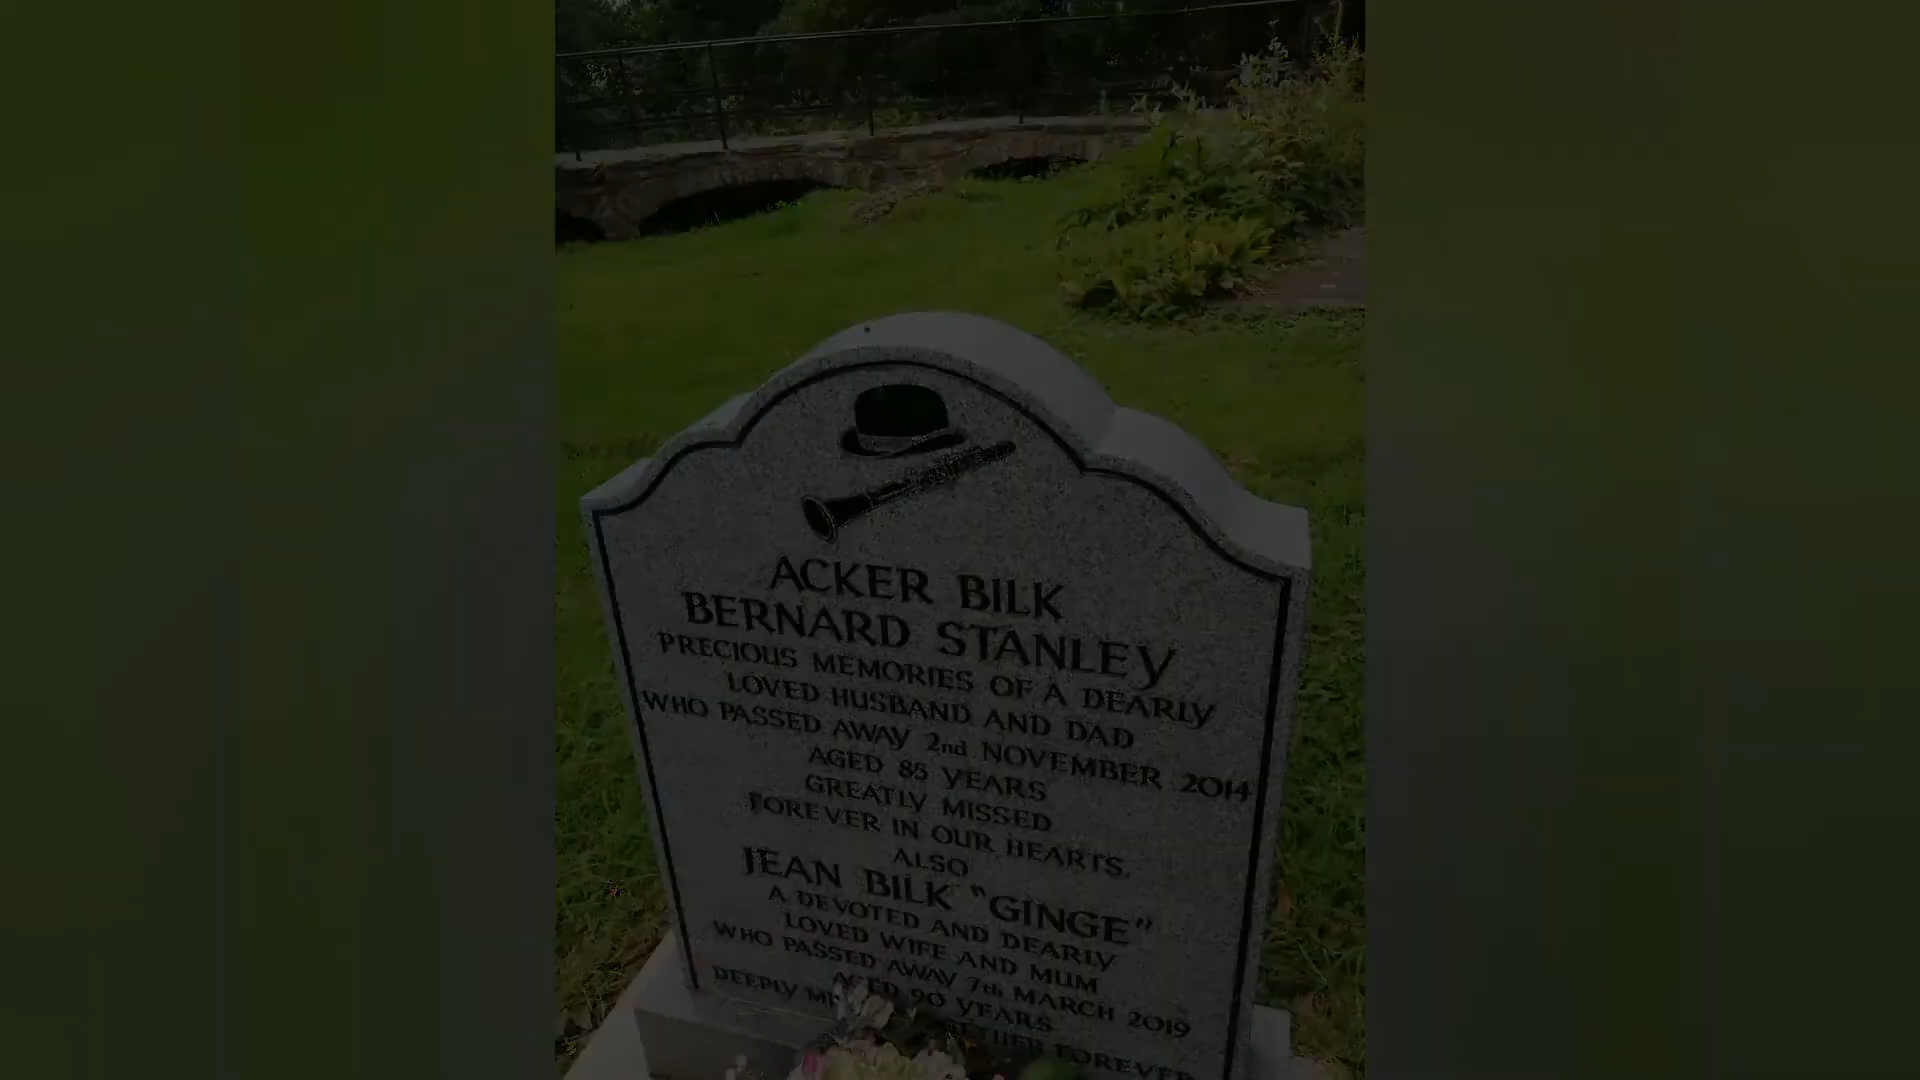 ACKER BILK
BERNARD STANLEY
PRECIOUS MEMORIES OF A DEARLY
LOVED HUSBAND AND DAD
WHO PASSED AWAY 2nd NOVEMBER 2014
AGED 85 YEARS
GREATLY MISSED
FOREVER IN OUR HEARTS.
ALSO
JEAN BILK "GINGE"
A DEVOTED AND DEARLY
LOVED WIFE AND MUM
WHO PASSED AWAY 7th MARCH 2019
AGED 90 YEARS
DEEPLY FOREVER